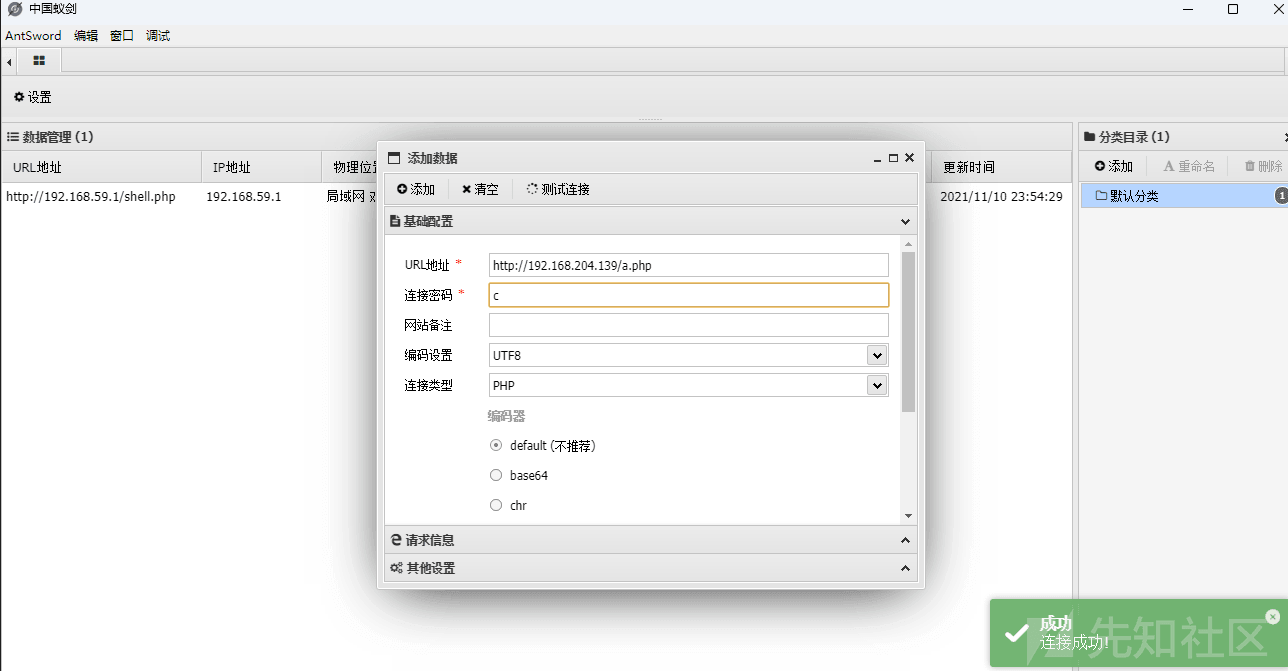 中国蚁剑
AntSword 编辑 窗口 调试
设置
数据管理 (1)
URL地址 IP地址 物理位置 更新时间
http://192.168.59.1/shell.php 192.168.59.1 局域网 对 2021/11/10 23:54:29
分类目录 (1)
添加 重命名 删除
默认分类 1
添加数据
添加 清空 测试连接
基础配置
URL地址 * http://192.168.204.139/a.php
连接密码 * c
网站备注
编码设置 UTF8
连接类型 PHP
编码器
default (不推荐)
base64
chr
请求信息
其他设置
成功
连接成功!
先知社区